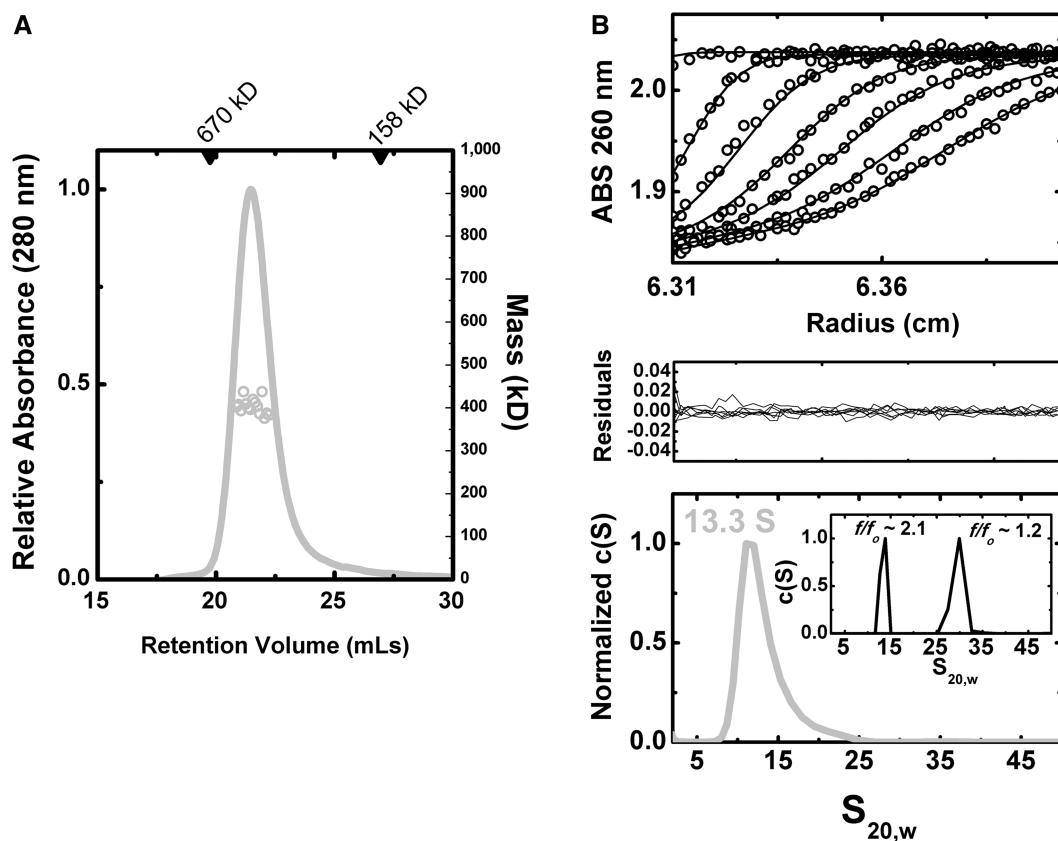 A
670 kD
158 kD
Relative Absorbance (280 nm)
1.0
0.5
0.0
1,000
900
800
700
600
500
400
300
200
100
0
Mass (kD)
15
20
25
30
Retention Volume (mLs)
B
ABS 260 nm
2.0
1.9
6.31
6.36
Radius (cm)
Residuals
0.04
0.02
0.00
-0.02
-0.04
Normalized c(S)
1.0
0.5
0.0
13.3 S
f/fo ~ 2.1
f/fo ~ 1.2
c(S)
1.0
0.5
0.0
5
15
25
35
45
S20,w
5
15
25
35
45
S20,w